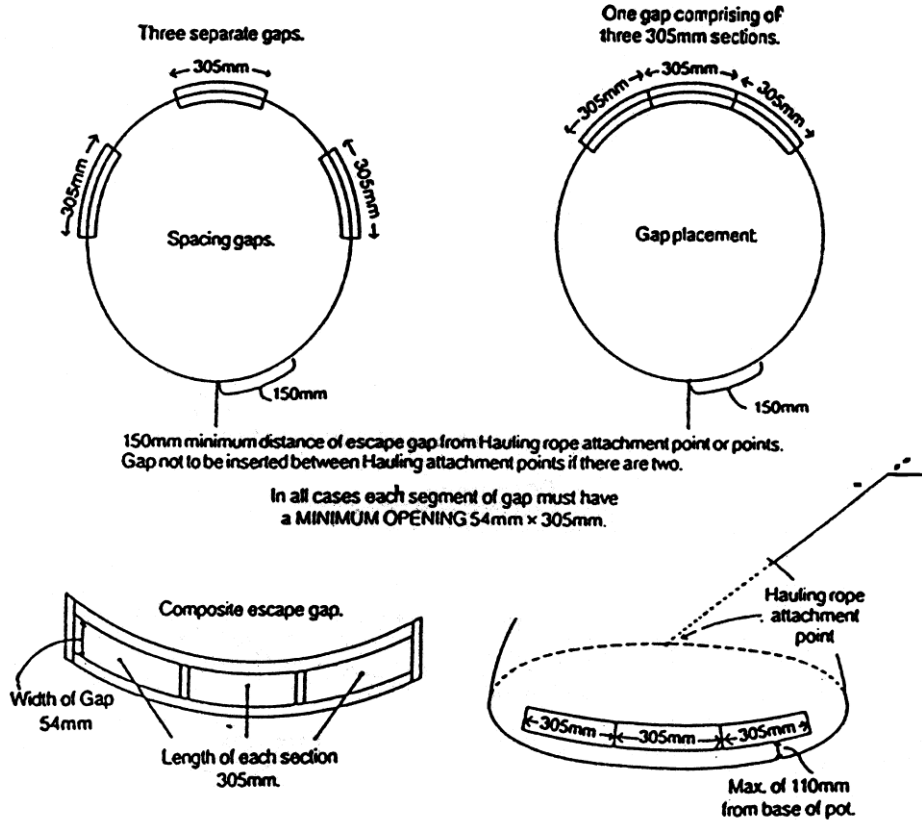 Three separate gaps.
305mm
305mm
305mm
Spacing gaps.
150mm
One gap comprising of
three 305mm sections.
305mm
305mm
305mm
Gap placement.
150mm
150mm minimum distance of escape gap from Hauling rope attachment point or points.
Gap not to be inserted between Hauling attachment points if there are two.
In all cases each segment of gap must have
a MINIMUM OPENING 54mm × 305mm.
Composite escape gap.
Width of Gap
54mm
Length of each section
305mm.
Hauling rope
attachment
point
305mm
305mm
305mm
Max. of 110mm
from base of pot.